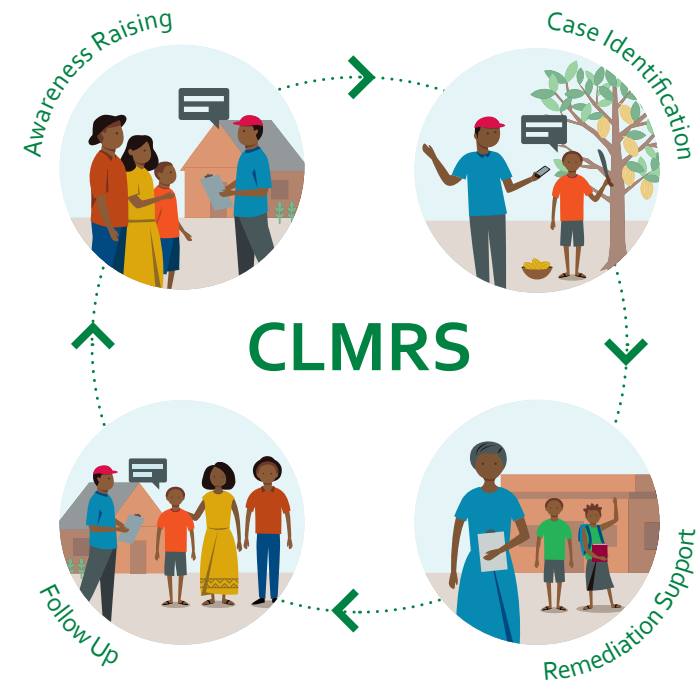 Awareness Raising
Case Identification
CLMRS
Follow Up
Remediation Support